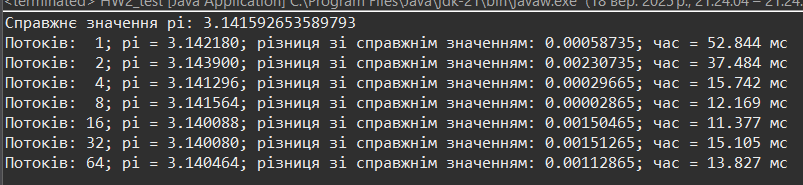 <terminated> HW2_test [Java Application] C:\Program Files\Java\jdk-21\bin\javaw.exe (18 вер. 2025 р., 21:24:04 – 21:24:
Справжнє значення pi: 3.141592653589793
Потоків:  1; pi = 3.142180; різниця зі справжнім значенням: 0.00058735; час = 52.844 мс
Потоків:  2; pi = 3.143900; різниця зі справжнім значенням: 0.00230735; час = 37.484 мс
Потоків:  4; pi = 3.141296; різниця зі справжнім значенням: 0.00029665; час = 15.742 мс
Потоків:  8; pi = 3.141564; різниця зі справжнім значенням: 0.00002865; час = 12.169 мс
Потоків: 16; pi = 3.140088; різниця зі справжнім значенням: 0.00150465; час = 11.377 мс
Потоків: 32; pi = 3.140080; різниця зі справжнім значенням: 0.00151265; час = 15.105 мс
Потоків: 64; pi = 3.140464; різниця зі справжнім значенням: 0.00112865; час = 13.827 мс